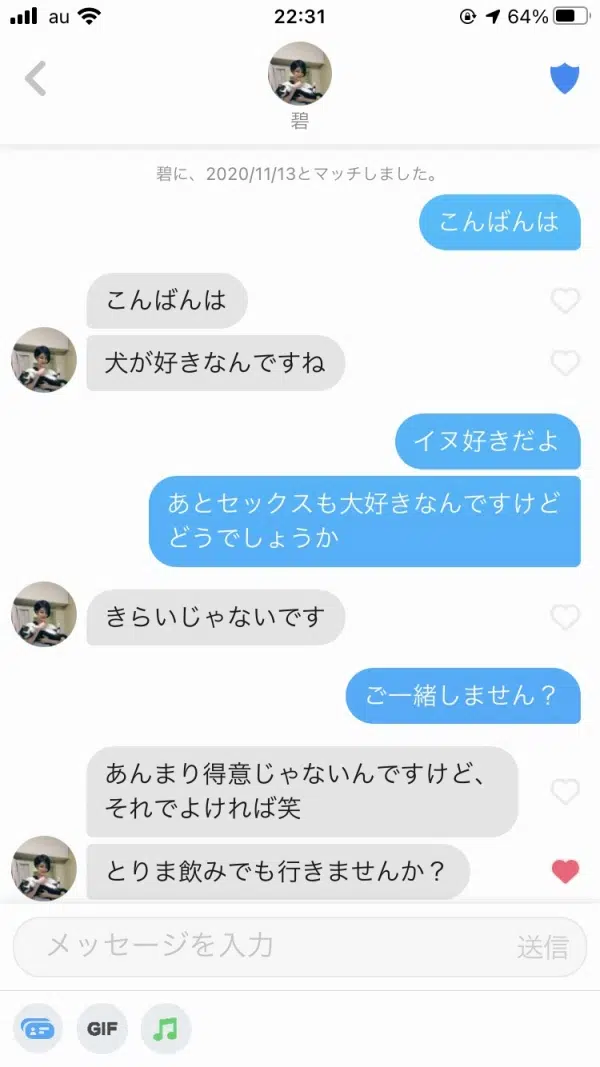 au
22:31
64%
碧
碧に、2020/11/13とマッチしました。
こんばんは
こんばんは
犬が好きなんですね
イヌ好きだよ
あとセックスも大好きなんですけど
どうでしょうか
きらいじゃないです
ご一緒しません？
あんまり得意じゃないんですけど、
それでよければ笑
とりま飲みでも行きませんか？
メッセージを入力
送信
GIF